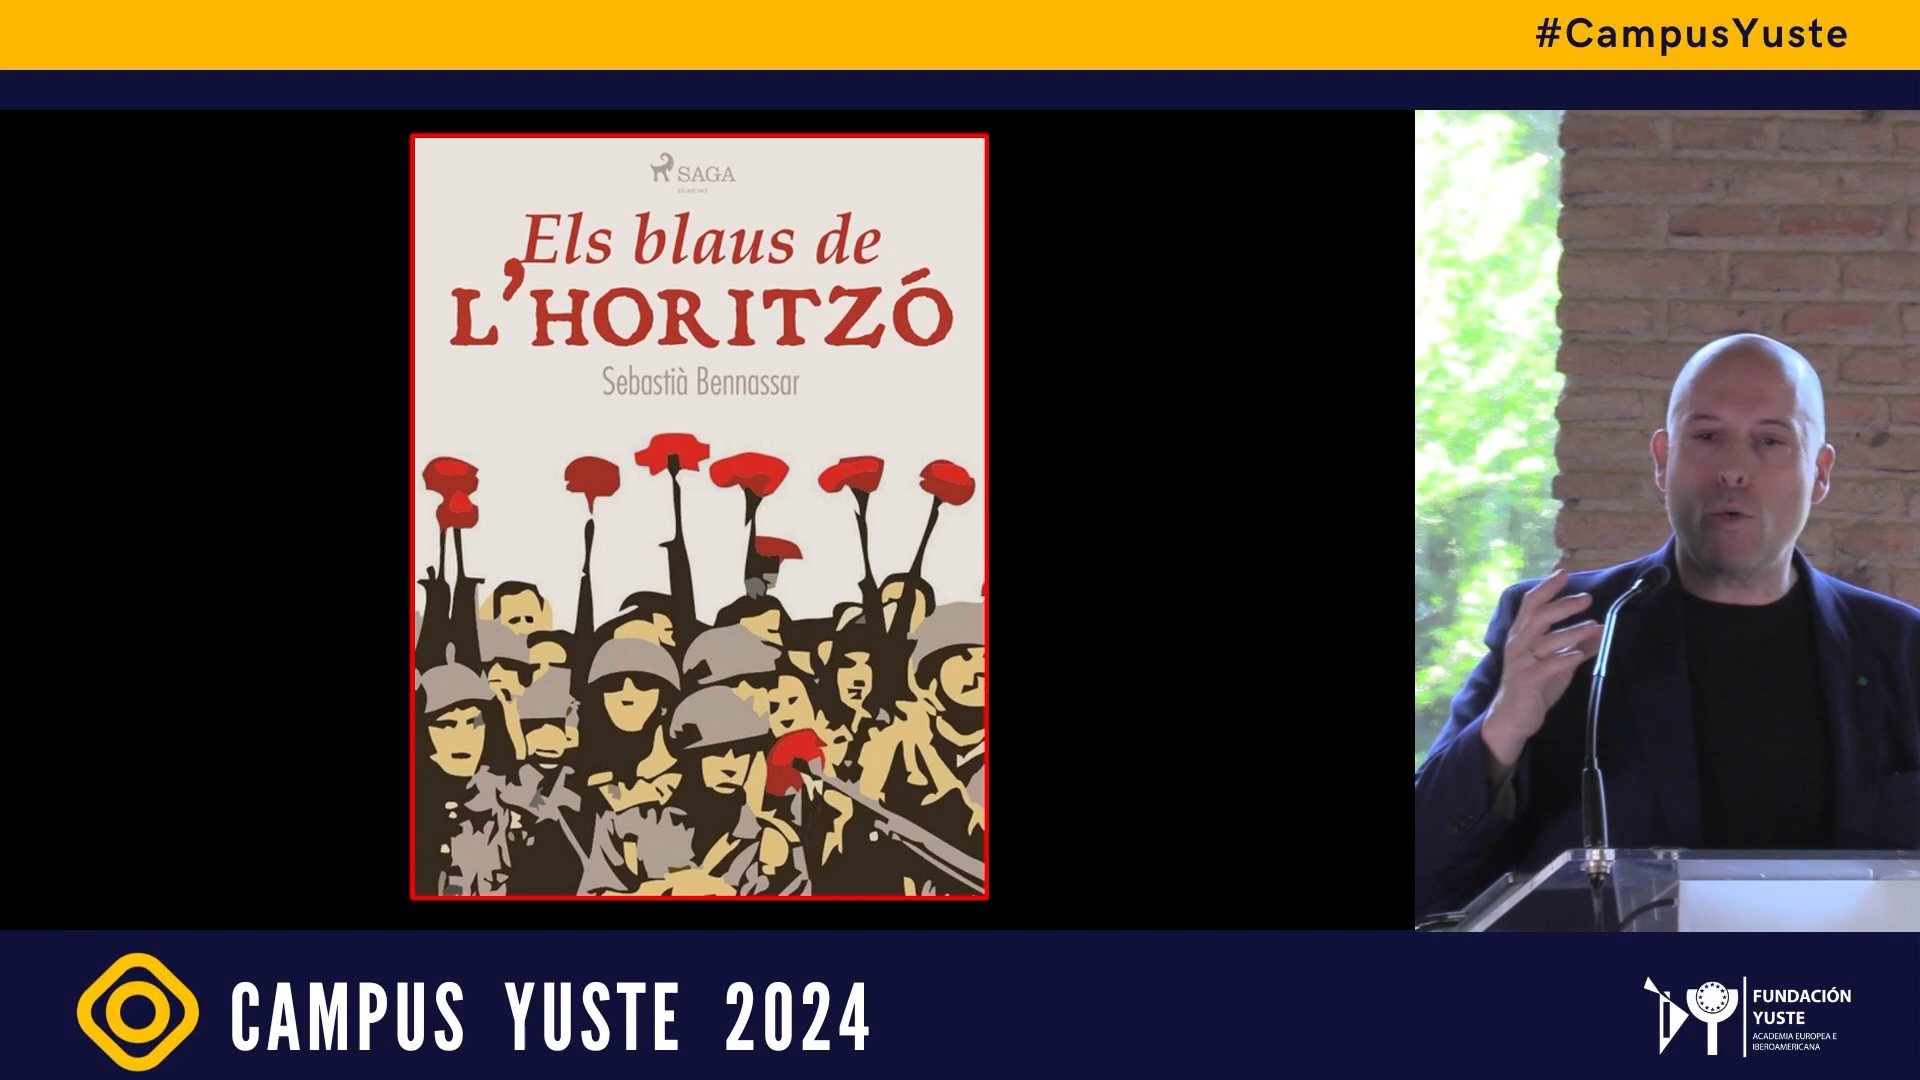 #CampusYuste
SAGA
EGMONT
Els blaus de
L'HORITZÓ
Sebastià Bennassar
CAMPUS YUSTE 2024
FUNDACIÓN
YUSTE
ACADEMIA EUROPEA E
IBEROAMERICANA